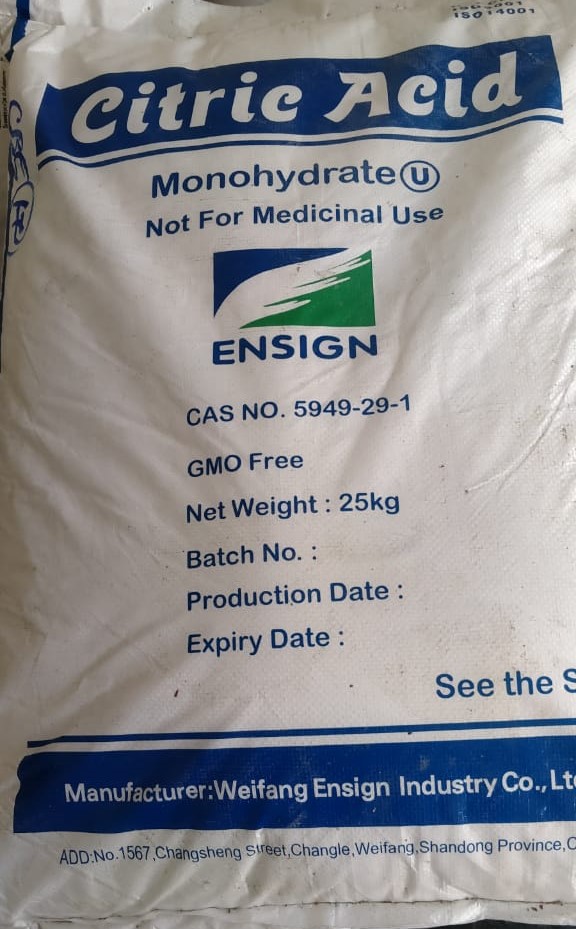 ISO14001
Citric Acid
Monohydrate Ⓤ
Not For Medicinal Use
ENSIGN
CAS NO. 5949-29-1
GMO Free
Net Weight : 25kg
Batch No. :
Production Date :
Expiry Date :
See the S
Manufacturer:Weifang Ensign Industry Co., Lt
ADD:No.1567,Changsheng Street,Changle,Weifang,Shandong Province,C